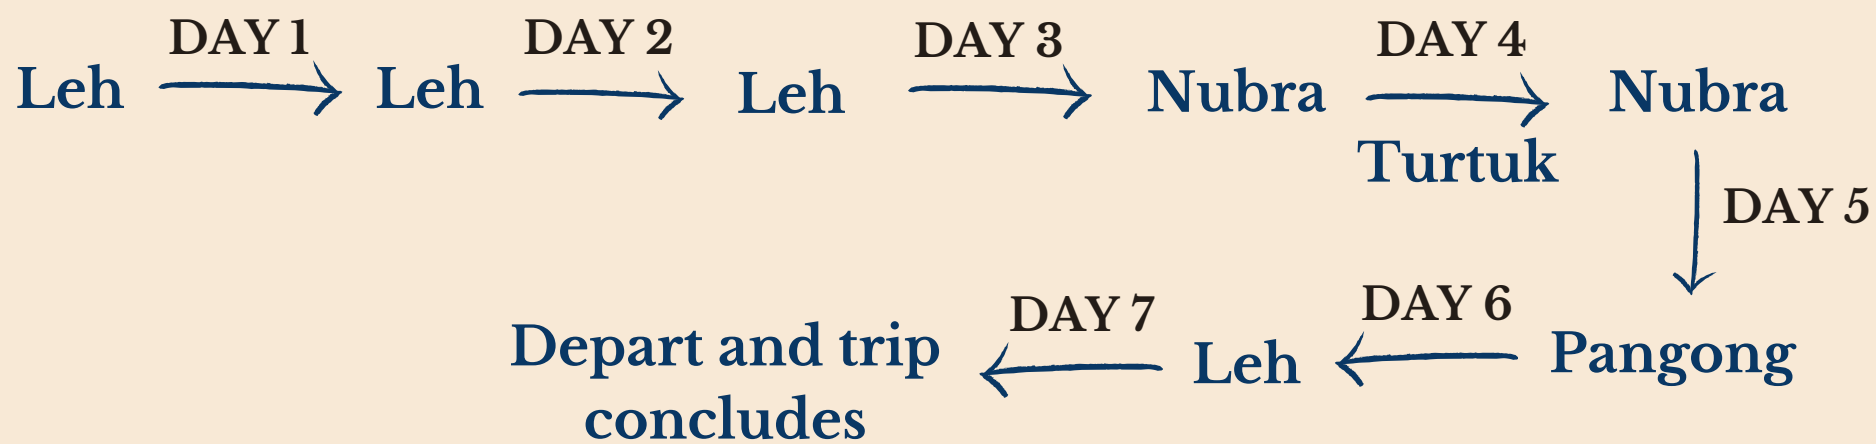 Leh DAY 1 Leh DAY 2 Leh DAY 3 Nubra DAY 4 Nubra
Turtuk
DAY 5
Pangong DAY 6 Leh DAY 7 Depart and trip
concludes